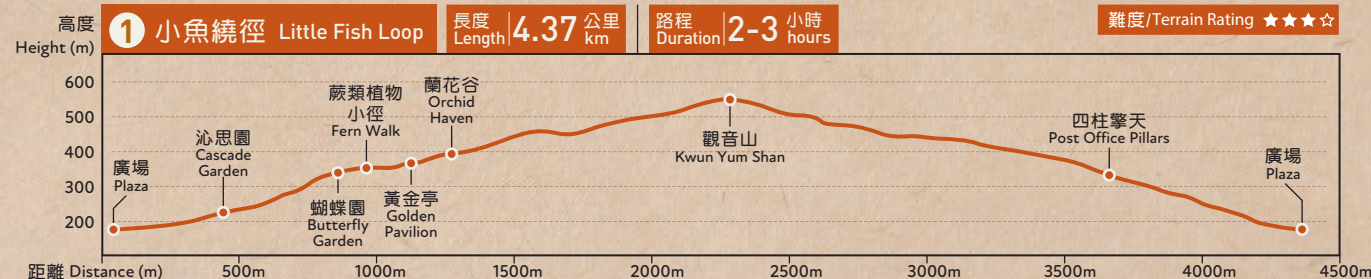 高度
Height (m)
1 小魚繞徑 Little Fish Loop
長度
Length
4.37 公里
km
路程
Duration
2-3 小時
hours
難度/Terrain Rating ★★★☆
600
500
400
300
200
廣場
Plaza
沁思園
Cascade
Garden
蝴蝶園
Butterfly
Garden
蕨類植物
小徑
Fern Walk
黃金亭
Golden
Pavilion
蘭花谷
Orchid
Haven
觀音山
Kwun Yum Shan
四柱擎天
Post Office Pillars
廣場
Plaza
距離 Distance (m) 500m 1000m 1500m 2000m 2500m 3000m 3500m 4000m 4500m